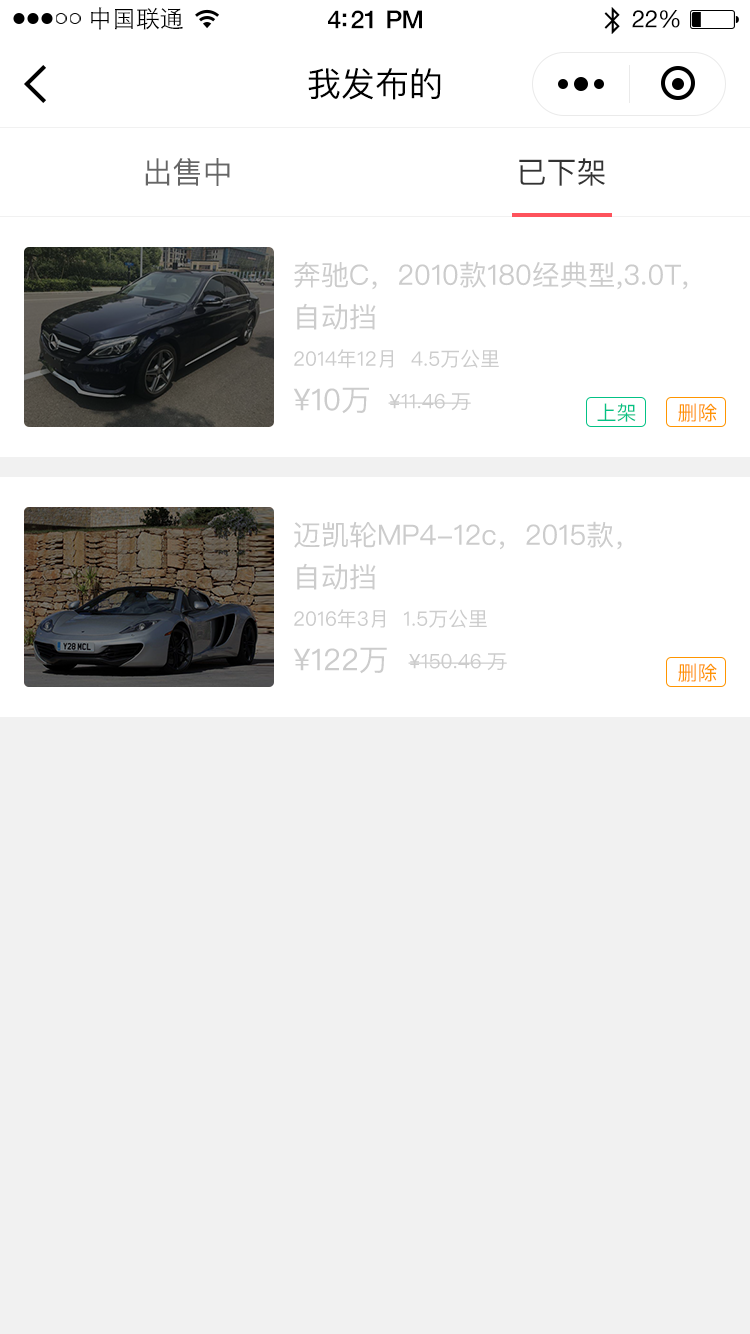 中国联通 4:21 PM 22%
我发布的
出售中 已下架
奔驰C，2010款180经典型,3.0T,
自动挡
2014年12月 4.5万公里
¥10万 ¥11.46 万
上架 删除
迈凯轮MP4-12c，2015款，
自动挡
Y28 MCL
2016年3月 1.5万公里
¥122万 ¥150.46 万
删除